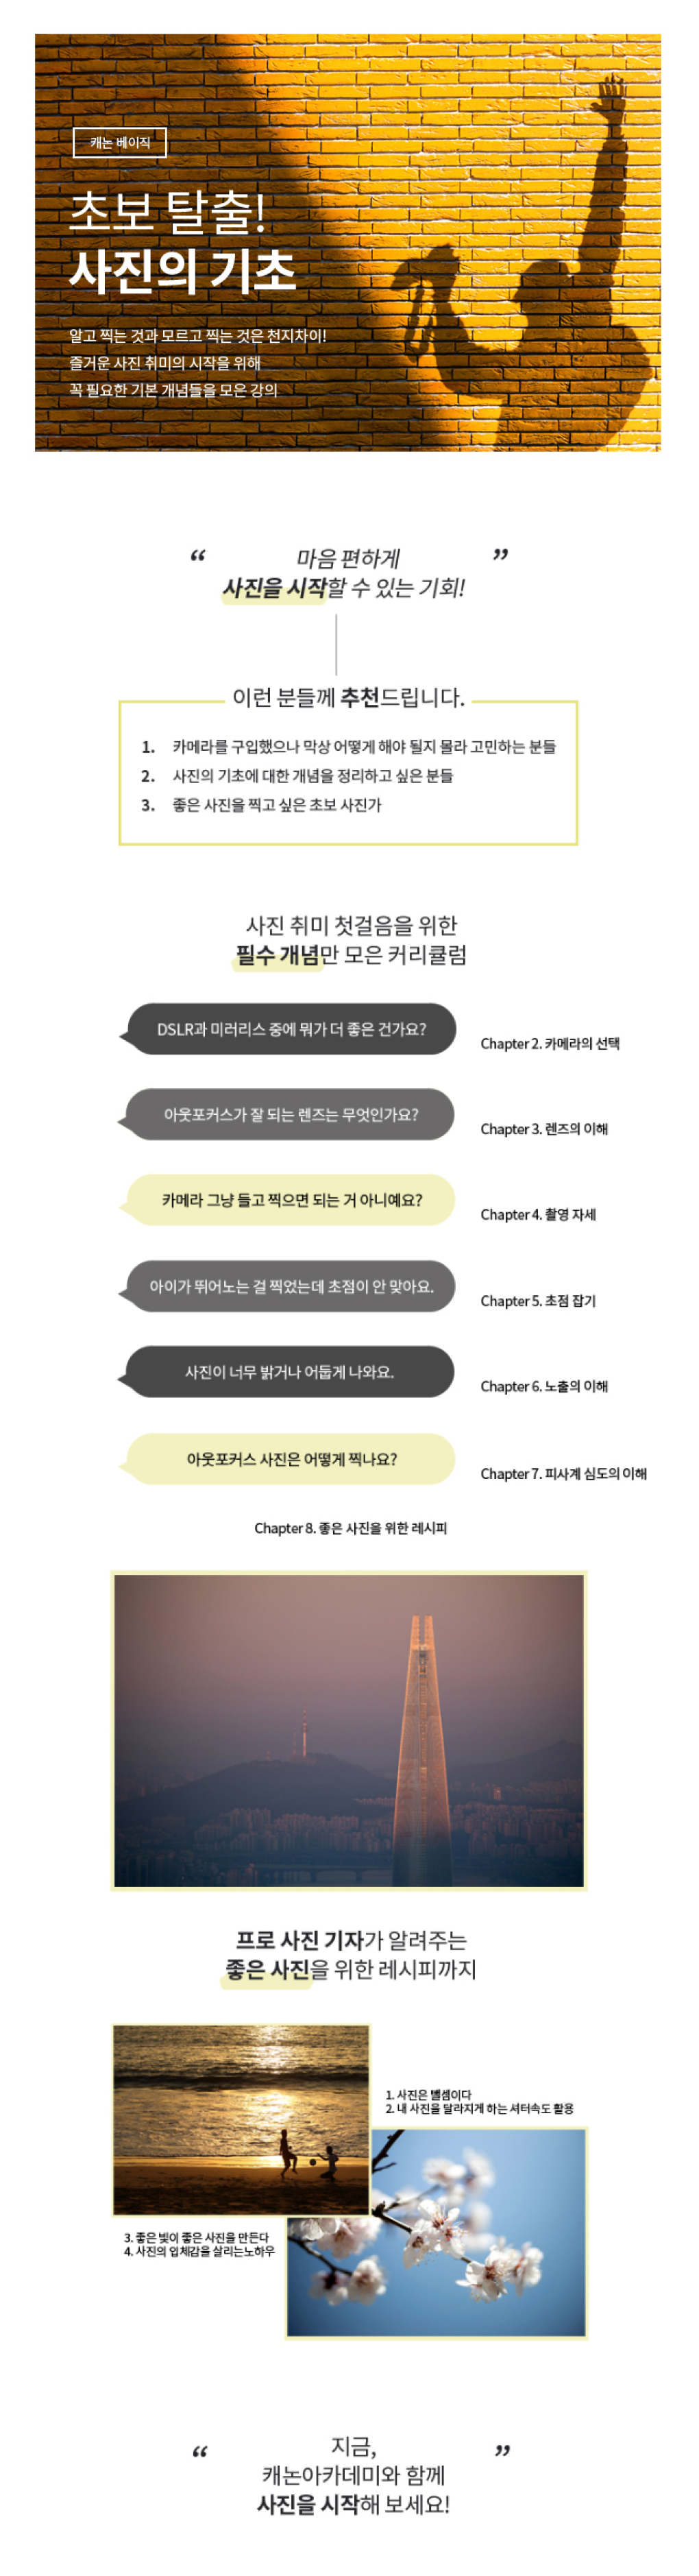 캐논 베이직
초보 탈출!
사진의 기초
알고 찍는 것과 모르고 찍는 것은 천지차이!
즐거운 사진 취미의 시작을 위해
꼭 필요한 기본 개념들을 모은 강의
“ 마음 편하게 ”
사진을 시작할 수 있는 기회!
이런 분들께 추천드립니다.
1. 카메라를 구입했으나 막상 어떻게 해야 될지 몰라 고민하는 분들
2. 사진의 기초에 대한 개념을 정리하고 싶은 분들
3. 좋은 사진을 찍고 싶은 초보 사진가
사진 취미 첫걸음을 위한
필수 개념만 모은 커리큘럼
DSLR과 미러리스 중에 뭐가 더 좋은 건가요?
Chapter 2. 카메라의 선택
아웃포커스가 잘 되는 렌즈는 무엇인가요?
Chapter 3. 렌즈의 이해
카메라 그냥 들고 찍으면 되는 거 아니예요?
Chapter 4. 촬영 자세
아이가 뛰어노는 걸 찍었는데 초점이 안 맞아요.
Chapter 5. 초점 잡기
사진이 너무 밝거나 어둡게 나와요.
Chapter 6. 노출의 이해
아웃포커스 사진은 어떻게 찍나요?
Chapter 7. 피사계 심도의 이해
Chapter 8. 좋은 사진을 위한 레시피
프로 사진 기자가 알려주는
좋은 사진을 위한 레시피까지
1. 사진은 뺄셈이다
2. 내 사진을 달라지게 하는 셔터속도 활용
3. 좋은 빛이 좋은 사진을 만든다
4. 사진의 입체감을 살리는노하우
“ 지금, ”
캐논아카데미와 함께
사진을 시작해 보세요!